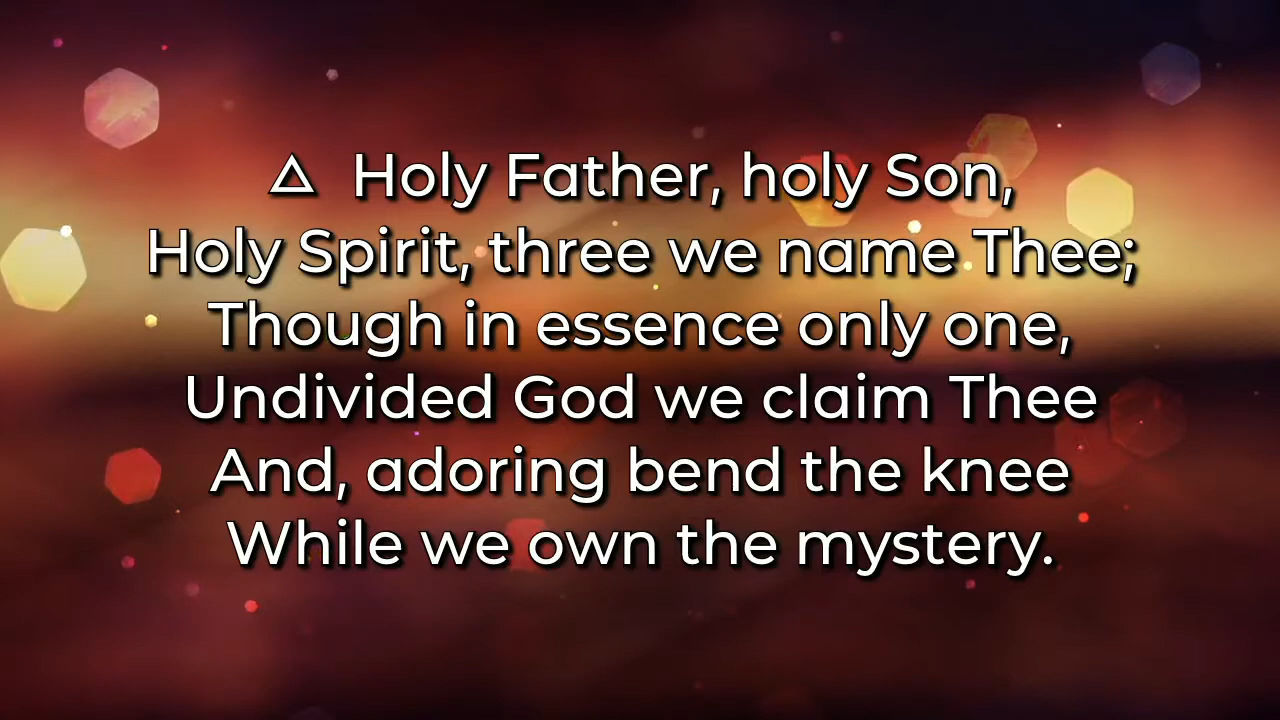 △ Holy Father, holy Son,
Holy Spirit, three we name Thee;
Though in essence only one,
Undivided God we claim Thee
And, adoring bend the knee
While we own the mystery.